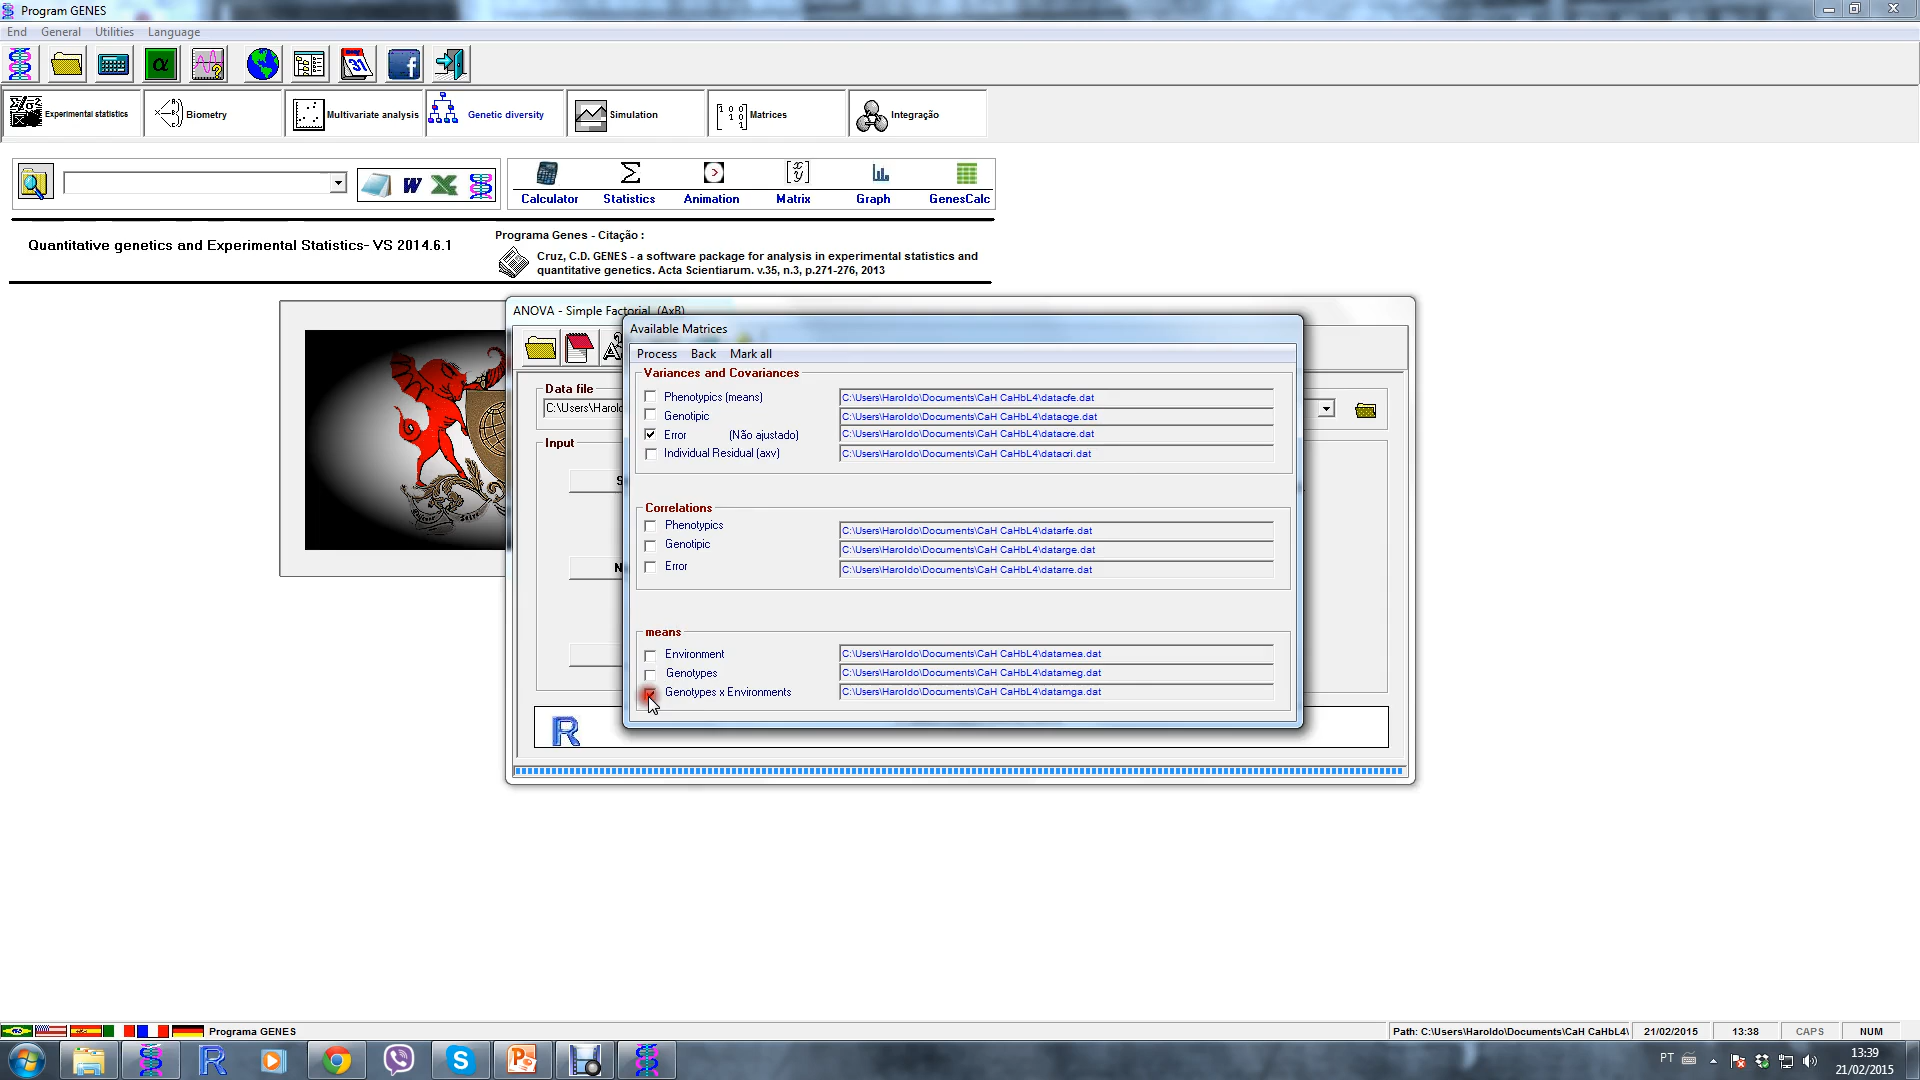 Program GENES
End General Utilities Language
Experimental statistics Biometry Multivariate analysis Genetic diversity Simulation Matrices Integração
Calculator Statistics Animation Matrix Graph GenesCalc
Quantitative genetics and Experimental Statistics- VS 2014.6.1
Programa Genes - Citação :
Cruz, C.D. GENES - a software package for analysis in experimental statistics and
quantitative genetics. Acta Scientiarum. v.35, n.3, p.271-276, 2013
ANOVA - Simple Factorial (AxB)
Available Matrices
Process Back Mark all
Data file
C:\Users\Harol
Input
Variances and Covariances
Phenotypics (means) C:\Users\Haroldo\Documents\CaH CaHbL4\datacfe.dat
Genotipic C:\Users\Haroldo\Documents\CaH CaHbL4\datacge.dat
Error (Não ajustado) C:\Users\Haroldo\Documents\CaH CaHbL4\datacre.dat
Individual Residual (axv) C:\Users\Haroldo\Documents\CaH CaHbL4\datacri.dat
Correlations
Phenotypics C:\Users\Haroldo\Documents\CaH CaHbL4\datarfe.dat
Genotipic C:\Users\Haroldo\Documents\CaH CaHbL4\datarge.dat
Error C:\Users\Haroldo\Documents\CaH CaHbL4\datarre.dat
means
Environment C:\Users\Haroldo\Documents\CaH CaHbL4\datamea.dat
Genotypes C:\Users\Haroldo\Documents\CaH CaHbL4\datameg.dat
Genotypes x Environments C:\Users\Haroldo\Documents\CaH CaHbL4\datamga.dat
Programa GENES
Path: C:\Users\Haroldo\Documents\CaH CaHbL4\ 21/02/2015 13:38 CAPS NUM
PT
13:39
21/02/2015